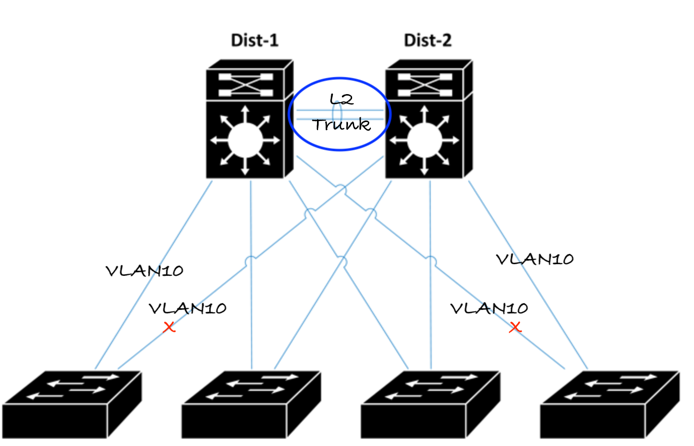 Dist-1
Dist-2
L2
Trunk
VLAN10
VLAN10
VLAN10
VLAN10
X
X